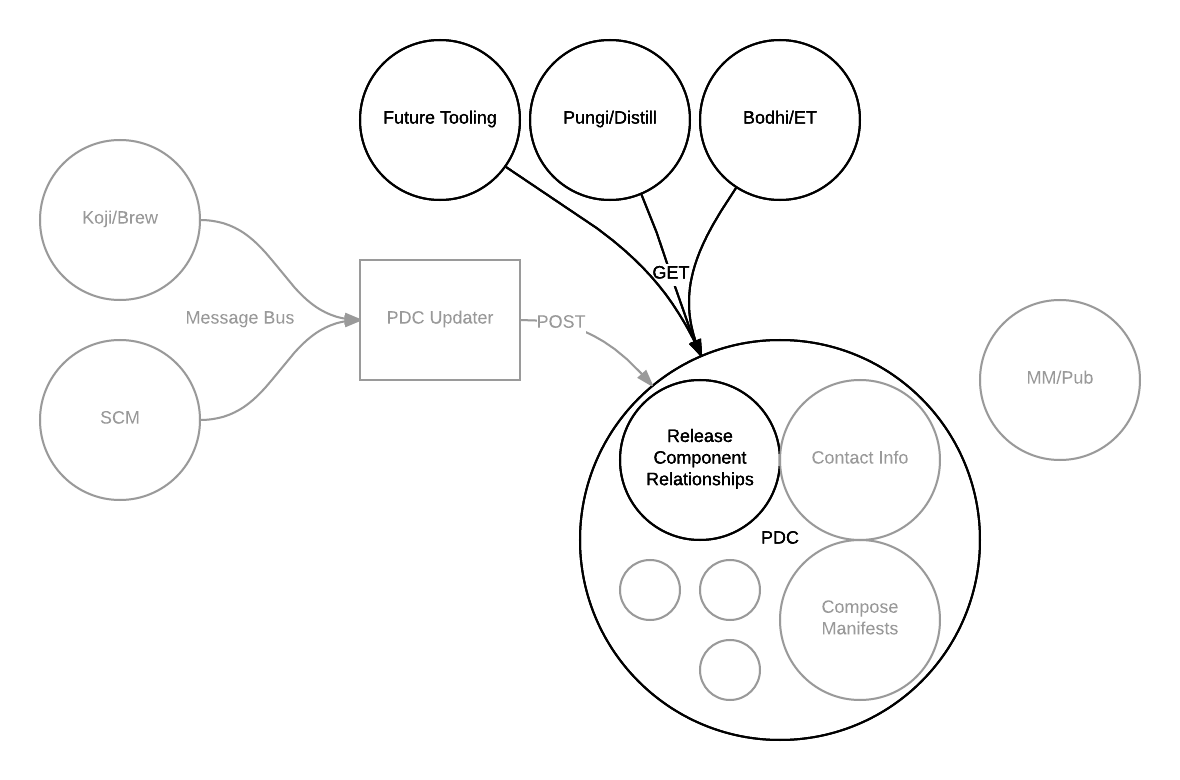 Future Tooling
Pungi/Distill
Bodhi/ET
Koji/Brew
GET
Message Bus
PDC Updater
POST
MM/Pub
SCM
Release
Component
Relationships
Contact Info
PDC
Compose
Manifests